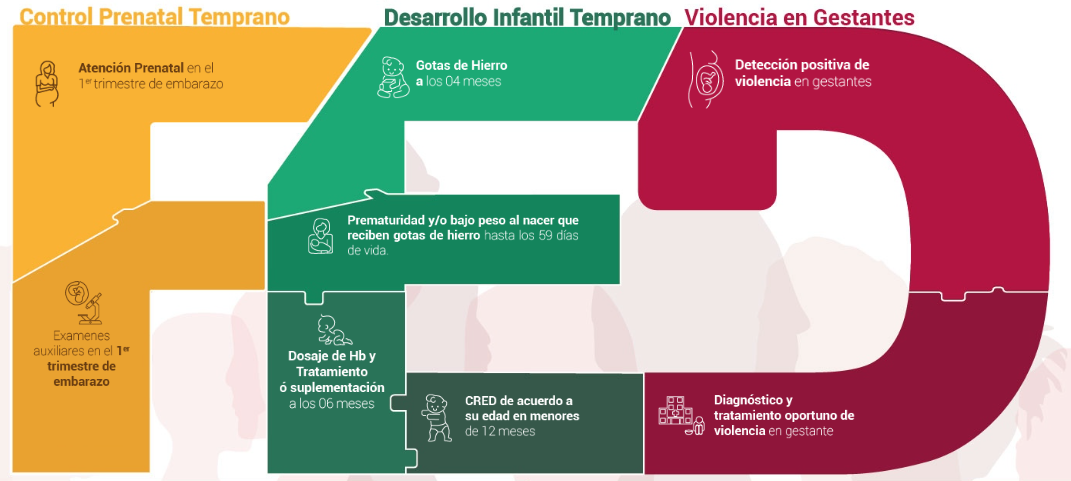 Control Prenatal Temprano
Atención Prenatal en el
1er trimestre de embarazo
Examenes
auxiliares en el 1er
trimestre de
embarazo
Desarrollo Infantil Temprano
Gotas de Hierro
a los 04 meses
Prematuridad y/o bajo peso al nacer que
reciben gotas de hierro hasta los 59 días
de vida.
Dosaje de Hb y
Tratamiento
ó suplementación
a los 06 meses
CRED de acuerdo a
su edad en menores
de 12 meses
Violencia en Gestantes
Detección positiva de
violencia en gestantes
Diagnóstico y
tratamiento oportuno de
violencia en gestante